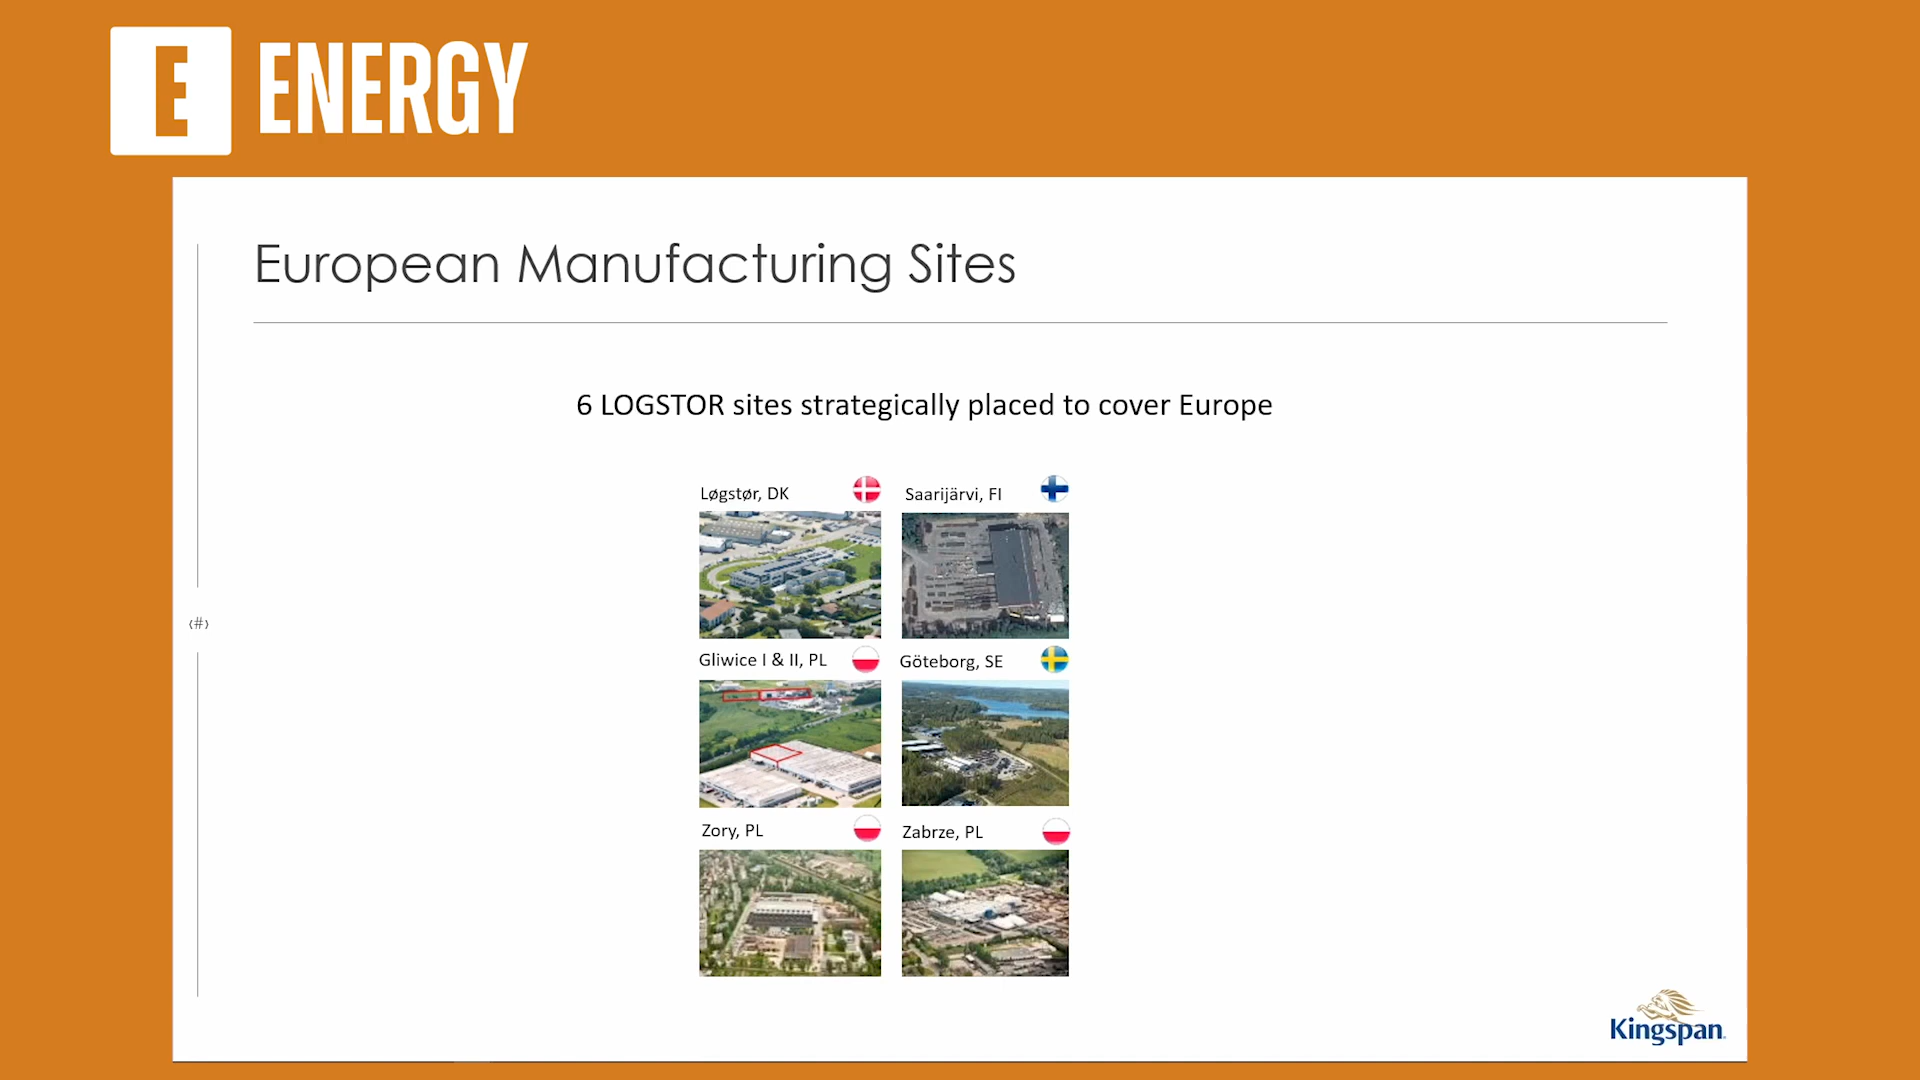 E ENERGY
European Manufacturing Sites
6 LOGSTOR sites strategically placed to cover Europe
Løgstør, DK
Saarijärvi, FI
‹#›
Gliwice I & II, PL
Göteborg, SE
Zory, PL
Zabrze, PL
Kingspan.